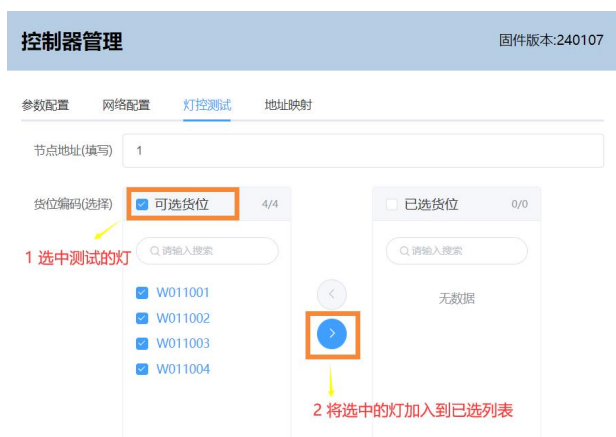 控制器管理
固件版本:240107
参数配置 网络配置 灯控测试 地址映射
节点地址(填写) 1
货位编码(选择) 可选货位 4/4 已选货位 0/0
1 选中测试的灯 请输入搜索 请输入搜索
W011001 无数据
W011002
W011003
W011004
2 将选中的灯加入到已选列表